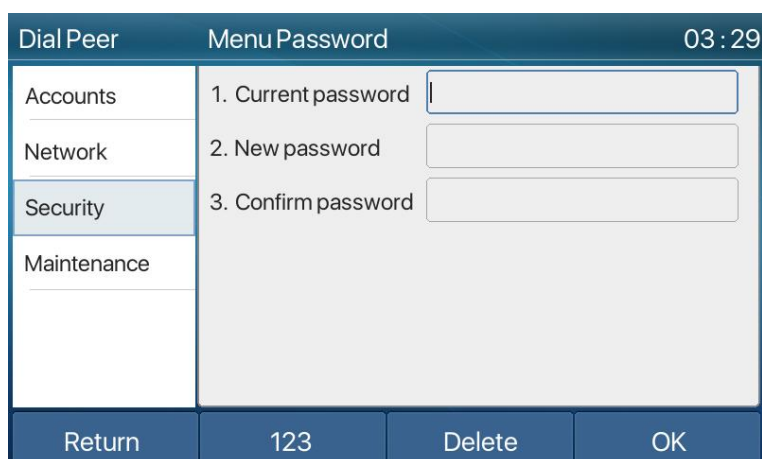 Dial Peer Menu Password 03:29
Accounts
Network
Security
Maintenance
1. Current password
2. New password
3. Confirm password
Return 123 Delete OK